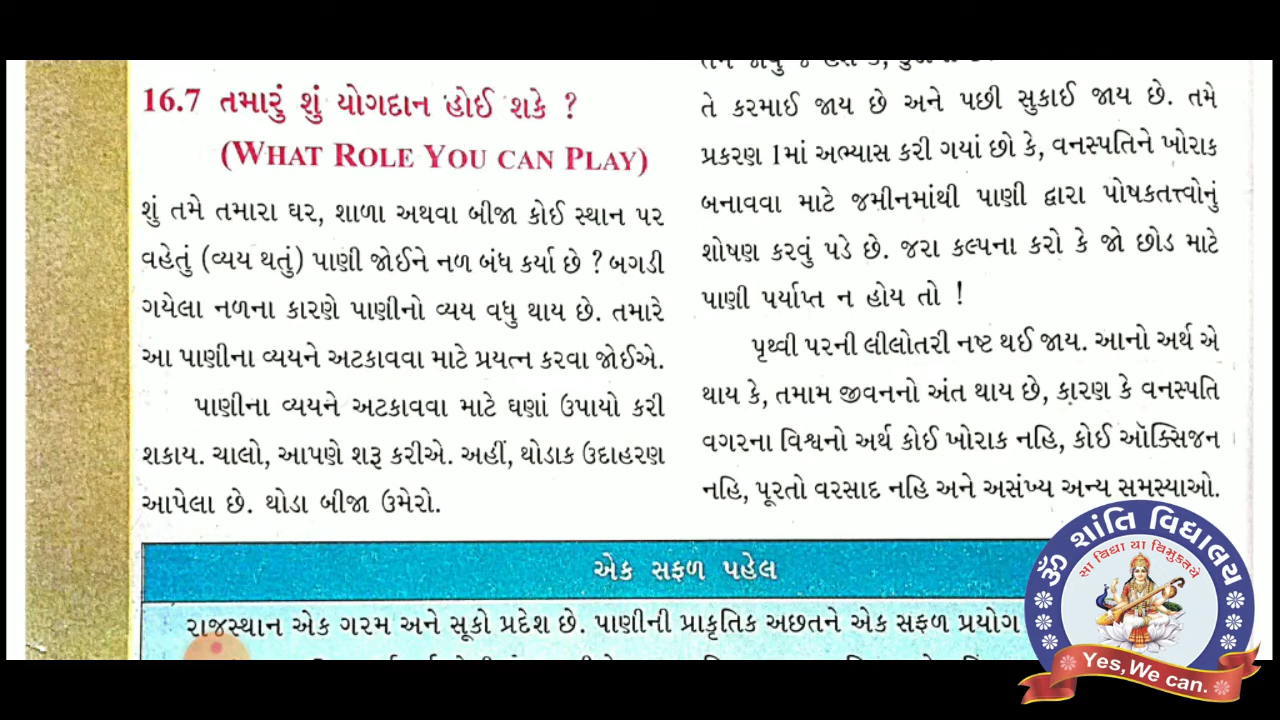 16.7 તમારું શું યોગદાન હોઈ શકે ?
(WHAT ROLE YOU CAN PLAY)
શું તમે તમારા ઘર, શાળા અથવા બીજા કોઈ સ્થાન પર
વહેતું (વ્યય થતું) પાણી જોઈને નળ બંધ કર્યા છે ? બગડી
ગયેલા નળના કારણે પાણીનો વ્યય વધુ થાય છે. તમારે
આ પાણીના વ્યયને અટકાવવા માટે પ્રયત્ન કરવા જોઈએ.
પાણીના વ્યયને અટકાવવા માટે ઘણાં ઉપાયો કરી
શકાય. ચાલો, આપણે શરૂ કરીએ. અહીં, થોડાક ઉદાહરણ
આપેલા છે. થોડા બીજા ઉમેરો.
તે કરમાઈ જાય છે અને પછી સુકાઈ જાય છે. તમે
પ્રકરણ 1માં અભ્યાસ કરી ગયાં છો કે, વનસ્પતિને ખોરાક
બનાવવા માટે જમીનમાંથી પાણી દ્વારા પોષકતત્ત્વોનું
શોષણ કરવું પડે છે. જરા કલ્પના કરો કે જો છોડ માટે
પાણી પર્યાપ્ત ન હોય તો !
પૃથ્વી પરની લીલોતરી નષ્ટ થઈ જાય. આનો અર્થ એ
થાય કે, તમામ જીવનનો અંત થાય છે, કારણ કે વનસ્પતિ
વગરના વિશ્વનો અર્થ કોઈ ખોરાક નહિ, કોઈ ઑક્સિજન
નહિ, પૂરતો વરસાદ નહિ અને અસંખ્ય અન્ય સમસ્યાઓ.
એક સફળ પહેલ
રાજસ્થાન એક ગરમ અને સૂકો પ્રદેશ છે. પાણીની પ્રાકૃતિક અછતને એક સફળ પ્રયોગ
ૐ શાંતિ વિદ્યાલય
સા વિદ્યા યા વિમુક્તયે
Yes, We can.